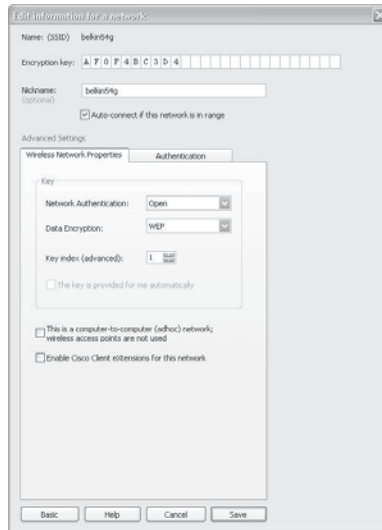 Edit information for a network
Name: (SSID) belkin54g
Encryption key: A F 0 F 4 B C 3 D 4
Nickname: belkin54g
(optional)
Auto-connect if this network is in range
Advanced Settings
Wireless Network Properties Authentication
Key
Network Authentication: Open
Data Encryption: WEP
Key index (advanced): 1
The key is provided for me automatically
This is a computer-to-computer (adhoc) network;
wireless access points are not used
Enable Cisco Client eXtensions for this network
Basic Help Cancel Save